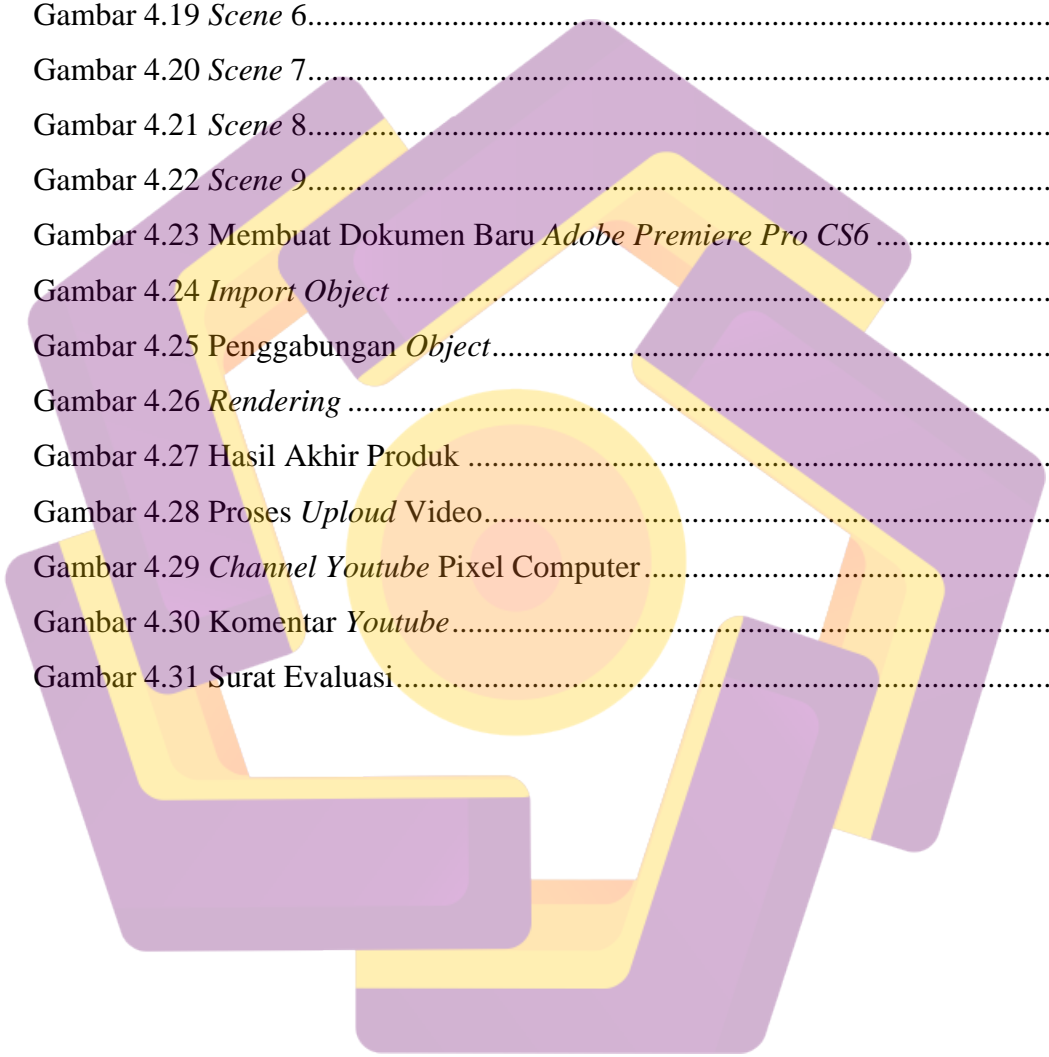 Gambar 4.19 Scene 6....................................................................................
Gambar 4.20 Scene 7....................................................................................
Gambar 4.21 Scene 8....................................................................................
Gambar 4.22 Scene 9....................................................................................
Gambar 4.23 Membuat Dokumen Baru Adobe Premiere Pro CS6 ....................
Gambar 4.24 Import Object ..........................................................................
Gambar 4.25 Penggabungan Object..............................................................
Gambar 4.26 Rendering ................................................................................
Gambar 4.27 Hasil Akhir Produk ..................................................................
Gambar 4.28 Proses Uploud Video................................................................
Gambar 4.29 Channel Youtube Pixel Computer ............................................
Gambar 4.30 Komentar Youtube....................................................................
Gambar 4.31 Surat Evaluasi...........................................................................